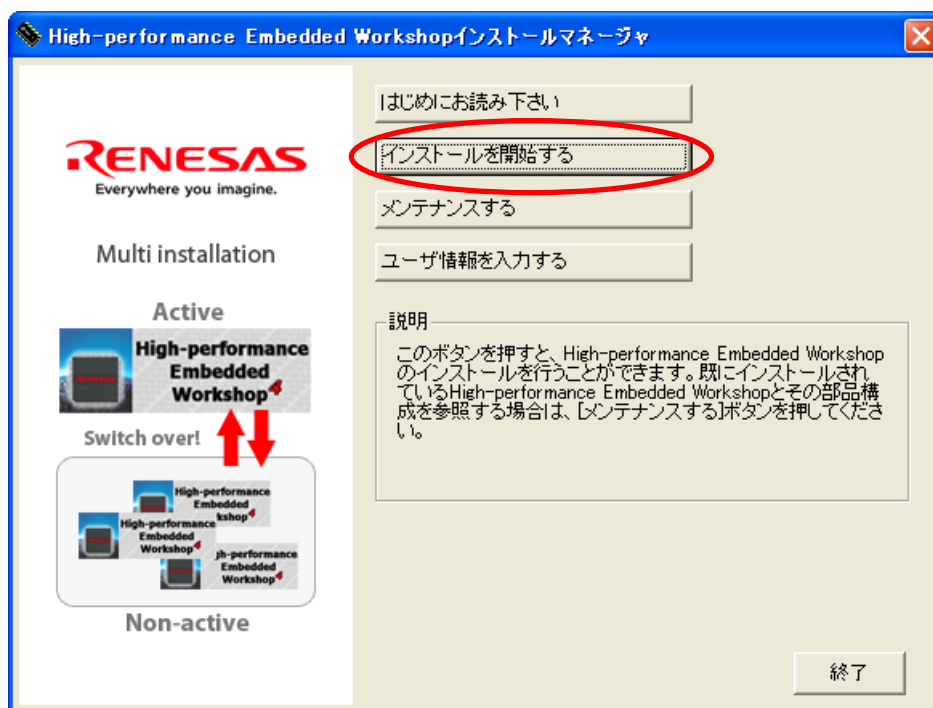 High-performance Embedded Workshopインストールマネージャ
はじめにお読み下さい
インストールを開始する
メンテナンスする
ユーザ情報を入力する
RENESAS
Everywhere you imagine.
Multi installation
Active
High-performance
Embedded
Workshop4
Switch over!
High-performance
Embedded
kshop4
High-performance
Embedded
Workshop4
gh-performance
Embedded
Workshop4
Non-active
説明
このボタンを押すと、High-performance Embedded Workshop
のインストールを行うことができます。既にインストールされ
ているHigh-performance Embedded Workshopとその部品構
成を参照する場合は、[メンテナンスする]ボタンを押してくださ
い。
終了